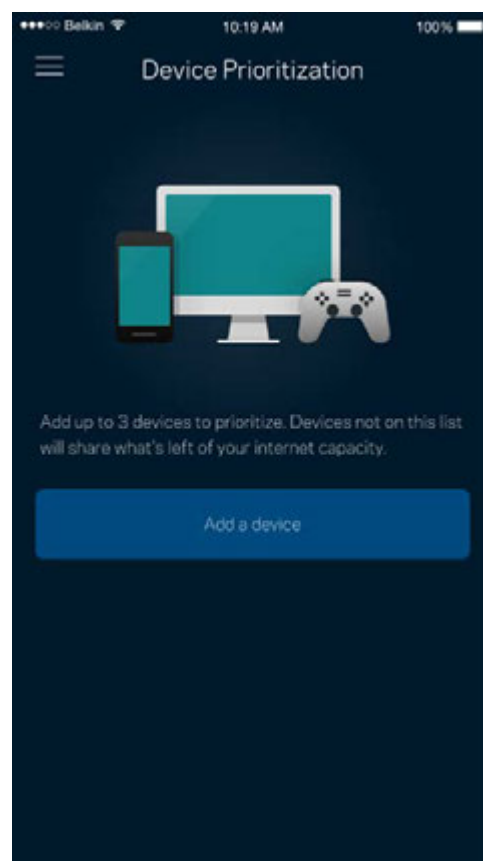 Belkin 10:19 AM 100%
Device Prioritization
Add up to 3 devices to prioritize. Devices not on this list
will share what's left of your internet capacity.
Add a device